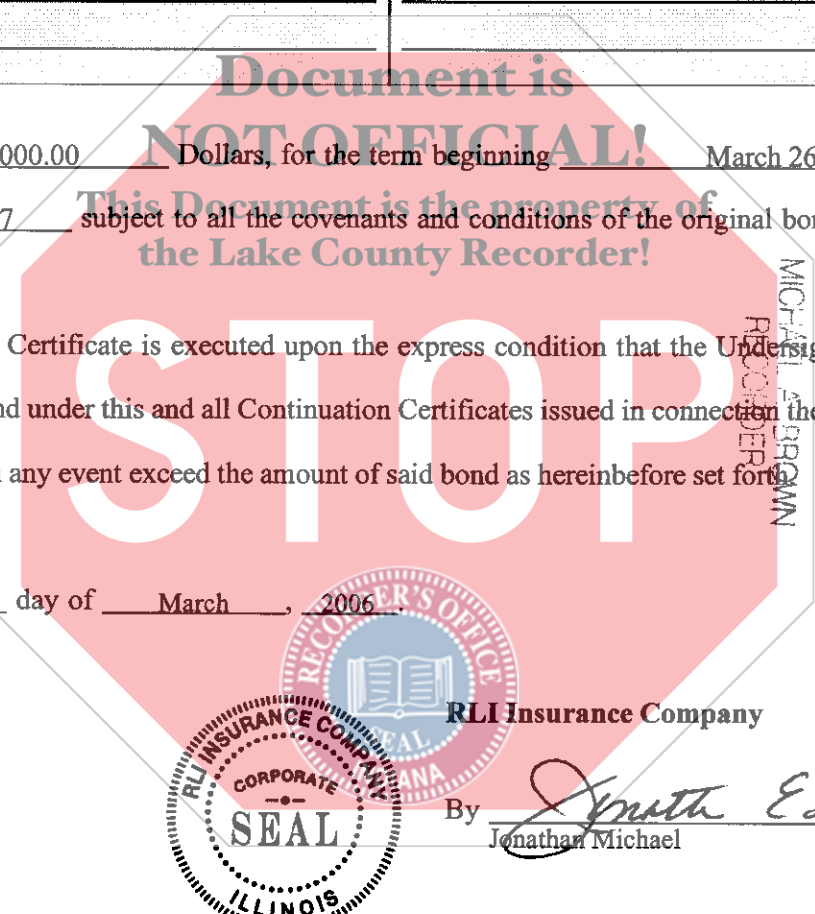 Document is
NOT OFFICIAL!
000.00 Dollars, for the term beginning March 26
This Document is the property of
7 subject to all the covenants and conditions of the original bon
the Lake County Recorder!
MICHAEL A BROWN
RECORDER
Certificate is executed upon the express condition that the Undersig
nd under this and all Continuation Certificates issued in connection the
STOP
any event exceed the amount of said bond as hereinbefore set forth.
day of March, 2006.
RECORDER'S OFFICE
SEAL
INDIANA
RLI INSURANCE COMPANY
CORPORATE
SEAL
ILLINOIS
RLI Insurance Company
By
Jonathan Michael